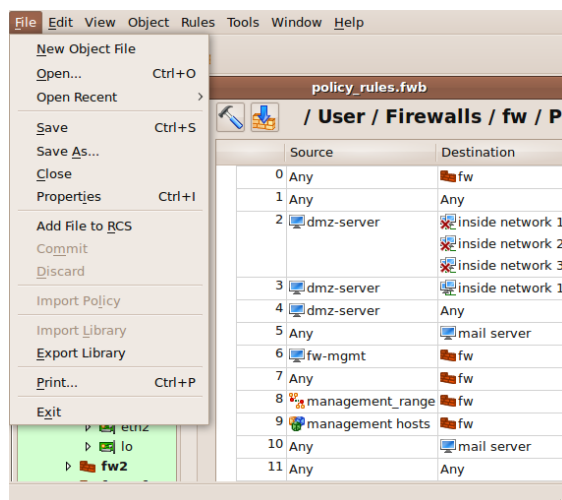 File Edit View Object Rules Tools Window Help
New Object File
Open... Ctrl+O
Open Recent
Save Ctrl+S
Save As...
Close
Properties Ctrl+I
Add File to RCS
Commit
Discard
Import Policy
Import Library
Export Library
Print... Ctrl+P
Exit
eth2
lo
fw2
policy_rules.fwb
/ User / Firewalls / fw / P
Source Destination
0 Any fw
1 Any Any
2 dmz-server inside network 1
inside network 2
inside network 3
3 dmz-server inside network 1
4 dmz-server Any
5 Any mail server
6 fw-mgmt fw
7 Any fw
8 management_range fw
9 management hosts fw
10 Any mail server
11 Any Any